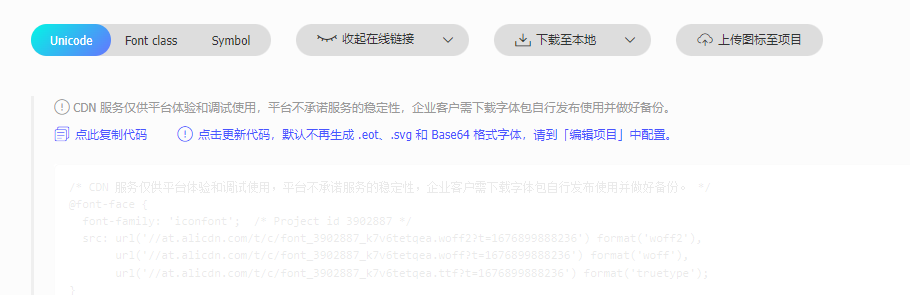 Unicode Font class Symbol 收起在线链接 下载至本地 上传图标至项目
CDN 服务仅供平台体验和调试使用，平台不承诺服务的稳定性，企业客户需下载字体包自行发布使用并做好备份。
点此复制代码 点击更新代码，默认不再生成 .eot、.svg 和 Base64 格式字体，请到「编辑项目」中配置。
/* CDN 服务仅供平台体验和调试使用，平台不承诺服务的稳定性，企业客户需下载字体包自行发布使用并做好备份。 */
@font-face {
font-family: 'iconfont'; /* Project id 3902887 */
src: url('//at.alicdn.com/t/c/font_3902887_k7v6tetqea.woff2?t=1676899888236') format('woff2'),
url('//at.alicdn.com/t/c/font_3902887_k7v6tetqea.woff?t=1676899888236') format('woff'),
url('//at.alicdn.com/t/c/font_3902887_k7v6tetqea.ttf?t=1676899888236') format('truetype');
}